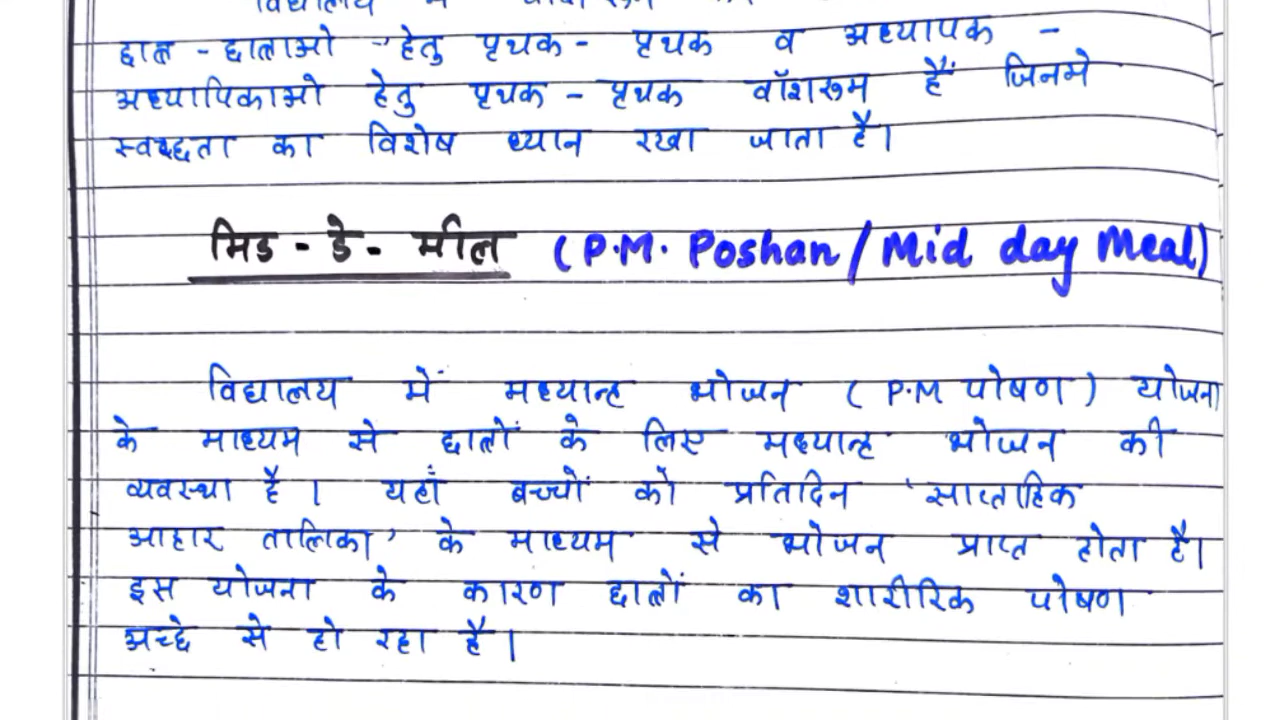 विद्यालय में
छात्र - छात्राओ हेतु पृथक - पृथक व अध्यापक -
अध्यापिकाओ हेतु पृथक - पृथक वॉशरूम हैं जिनमे
स्वच्छता का विशेष ध्यान रखा जाता है।
मिड - डे - मील (P.M. Poshan / Mid day Meal)
विद्यालय में मध्यान्ह भोजन ( P.M पोषण ) योजना
के माध्यम से छात्रों के लिए मध्यान्ह भोजन की
व्यवस्था है । यहाँ बच्चों को प्रतिदिन 'साप्ताहिक
आहार तालिका' के माध्यम से भोजन प्राप्त होता है।
इस योजना के कारण छात्रों का शारीरिक पोषण
अच्छे से हो रहा है।